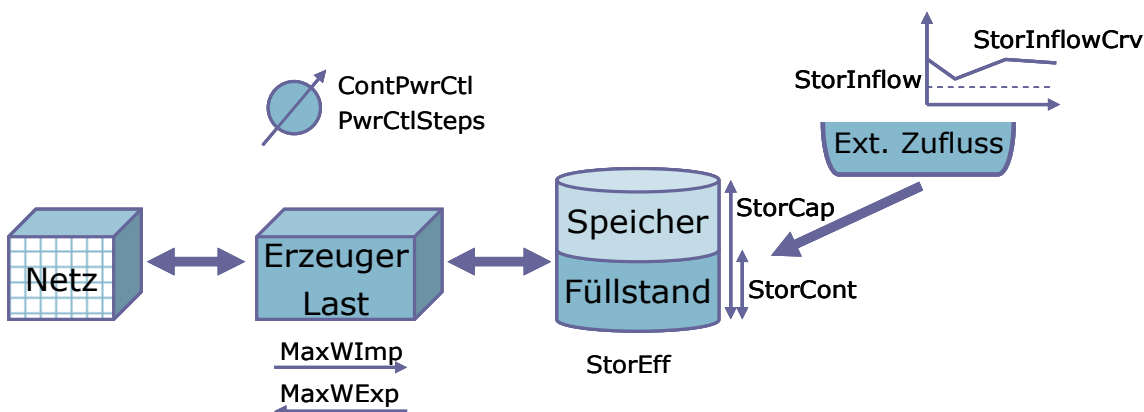 StorInflowCrv
StorInflow
ContPwrCtl
PwrCtlSteps
Ext. Zufluss
Speicher
StorCap
Netz
Erzeuger
Last
Füllstand
StorCont
MaxWImp
StorEff
MaxWExp